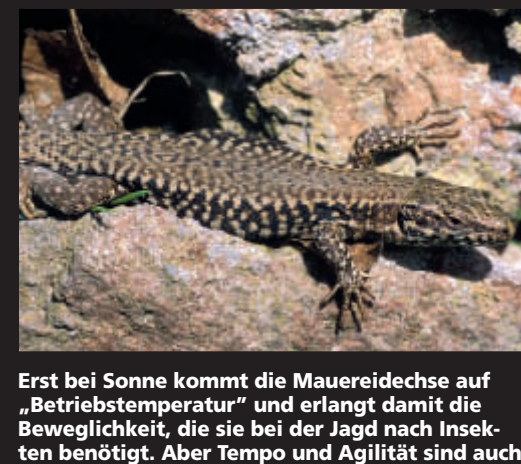 Erst bei Sonne kommt die Mauereidechse auf
„Betriebstemperatur” und erlangt damit die
Beweglichkeit, die sie bei der Jagd nach Insek-
ten benötigt. Aber Tempo und Agilität sind auch